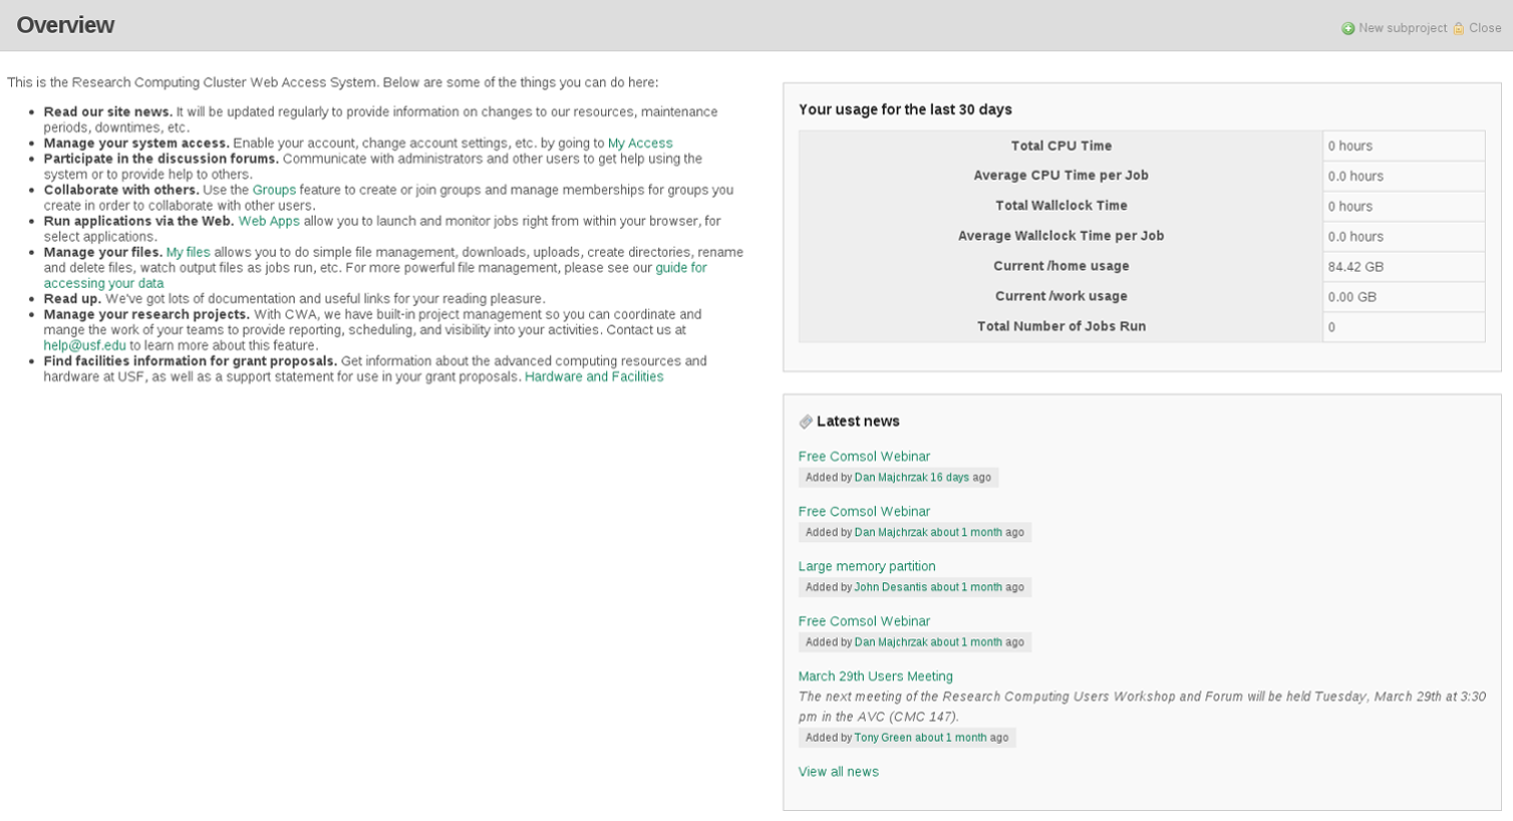 Overview
New subproject Close
This is the Research Computing Cluster Web Access System. Below are some of the things you can do here:
Read our site news. It will be updated regularly to provide information on changes to our resources, maintenance
periods, downtimes, etc.
Manage your system access. Enable your account, change account settings, etc. by going to My Access
Participate in the discussion forums. Communicate with administrators and other users to get help using the
system or to provide help to others.
Collaborate with others. Use the Groups feature to create or join groups and manage memberships for groups you
create in order to collaborate with other users.
Run applications via the Web. Web Apps allow you to launch and monitor jobs right from within your browser, for
select applications.
Manage your files. My files allows you to do simple file management, downloads, uploads, create directories, rename
and delete files, watch output files as jobs run, etc. For more powerful file management, please see our guide for
accessing your data
Read up. We've got lots of documentation and useful links for your reading pleasure.
Manage your research projects. With CWA, we have built-in project management so you can coordinate and
mange the work of your teams to provide reporting, scheduling, and visibility into your activities. Contact us at
help@usf.edu to learn more about this feature.
Find facilities information for grant proposals. Get information about the advanced computing resources and
hardware at USF, as well as a support statement for use in your grant proposals. Hardware and Facilities
Your usage for the last 30 days
Total CPU Time 0 hours
Average CPU Time per Job 0.0 hours
Total Wallclock Time 0 hours
Average Wallclock Time per Job 0.0 hours
Current /home usage 84.42 GB
Current /work usage 0.00 GB
Total Number of Jobs Run 0
Latest news
Free Comsol Webinar
Added by Dan Majchrzak 16 days ago
Free Comsol Webinar
Added by Dan Majchrzak about 1 month ago
Large memory partition
Added by John Desantis about 1 month ago
Free Comsol Webinar
Added by Dan Majchrzak about 1 month ago
March 29th Users Meeting
The next meeting of the Research Computing Users Workshop and Forum will be held Tuesday, March 29th at 3:30
pm in the AVC (CMC 147).
Added by Tony Green about 1 month ago
View all news